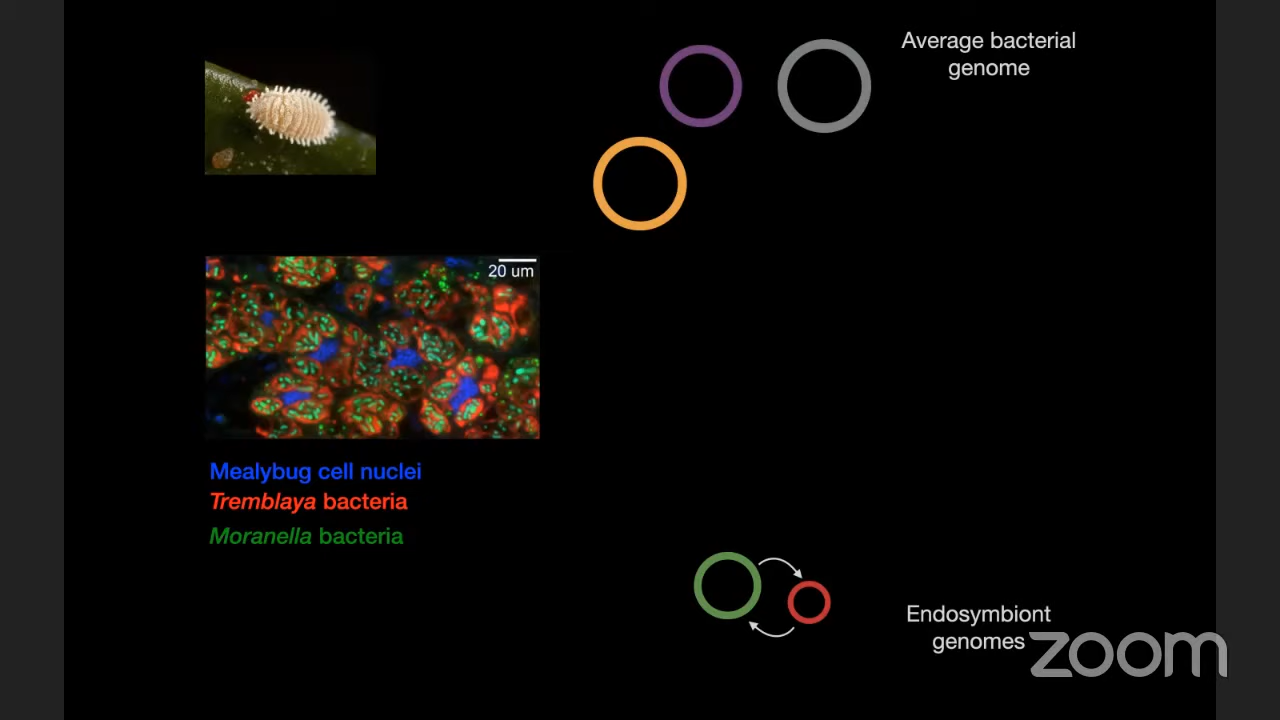 Average bacterial
genome
20 um
Mealybug cell nuclei
Tremblaya bacteria
Moranella bacteria
Endosymbiont
genomes
zoom